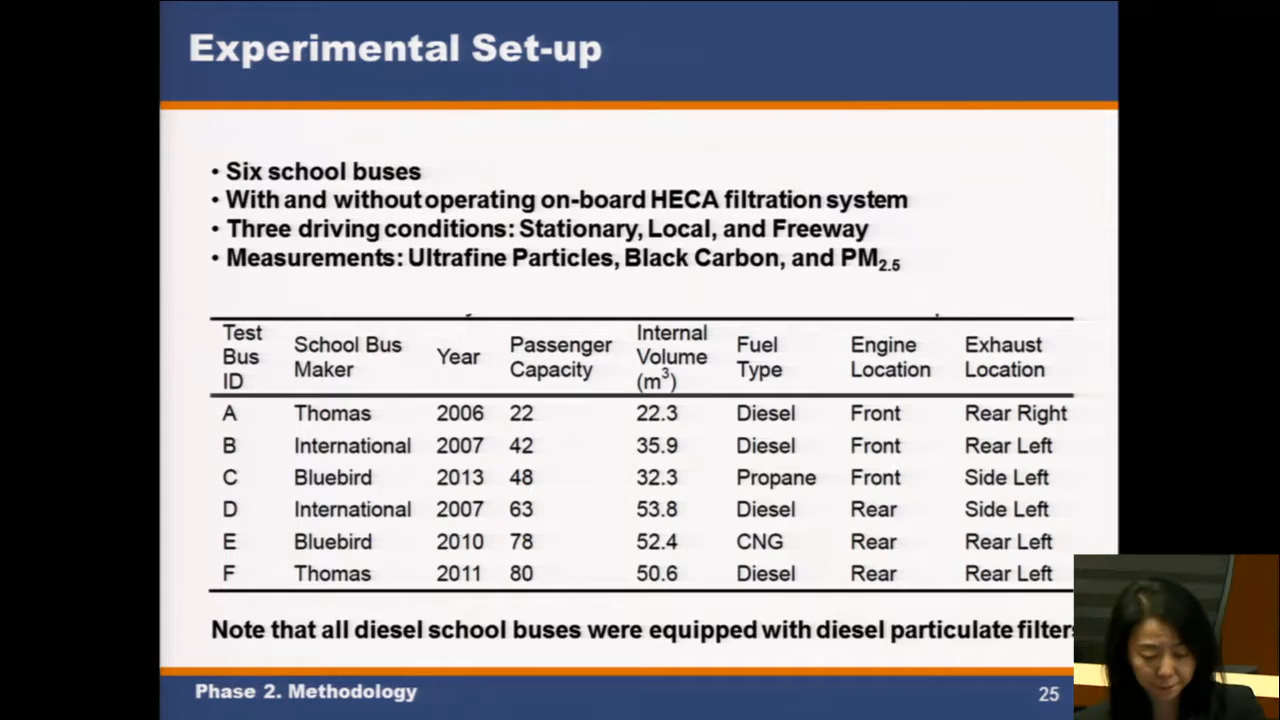 Experimental Set-up
• Six school buses
• With and without operating on-board HECA filtration system
• Three driving conditions: Stationary, Local, and Freeway
• Measurements: Ultrafine Particles, Black Carbon, and PM2.5
Test Bus ID School Bus Maker Year Passenger Capacity Internal Volume (m³) Fuel Type Engine Location Exhaust Location
A Thomas 2006 22 22.3 Diesel Front Rear Right
B International 2007 42 35.9 Diesel Front Rear Left
C Bluebird 2013 48 32.3 Propane Front Side Left
D International 2007 63 53.8 Diesel Rear Side Left
E Bluebird 2010 78 52.4 CNG Rear Rear Left
F Thomas 2011 80 50.6 Diesel Rear Rear Left
Note that all diesel school buses were equipped with diesel particulate filters
Phase 2. Methodology
25